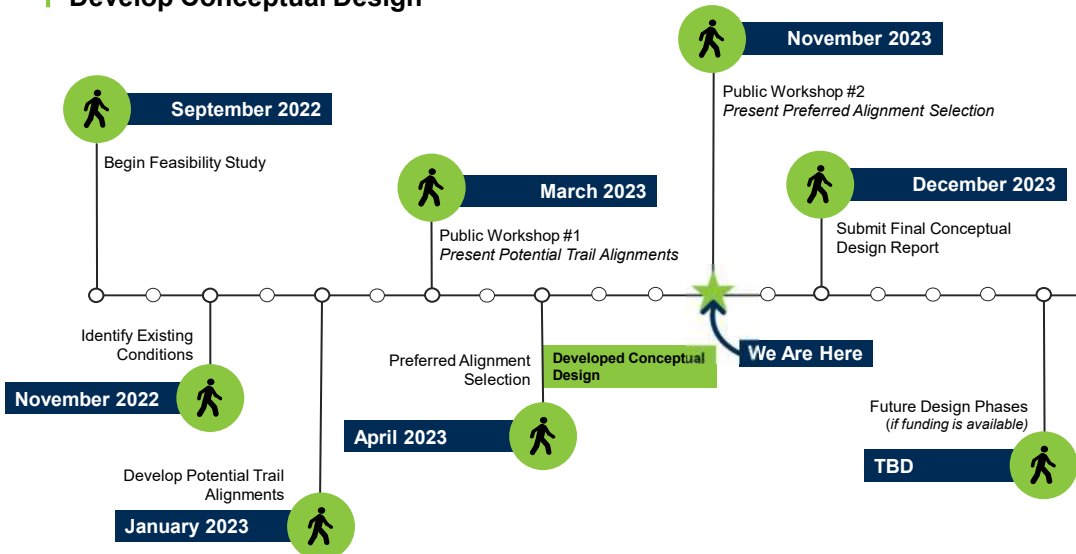 Develop Conceptual Design
November 2023
Public Workshop #2
Present Preferred Alignment Selection
September 2022
Begin Feasibility Study
March 2023
Public Workshop #1
Present Potential Trail Alignments
December 2023
Submit Final Conceptual
Design Report
Identify Existing
Conditions
November 2022
Develop Potential Trail
Alignments
January 2023
Preferred Alignment
Selection
April 2023
Developed Conceptual
Design
We Are Here
Future Design Phases
(if funding is available)
TBD